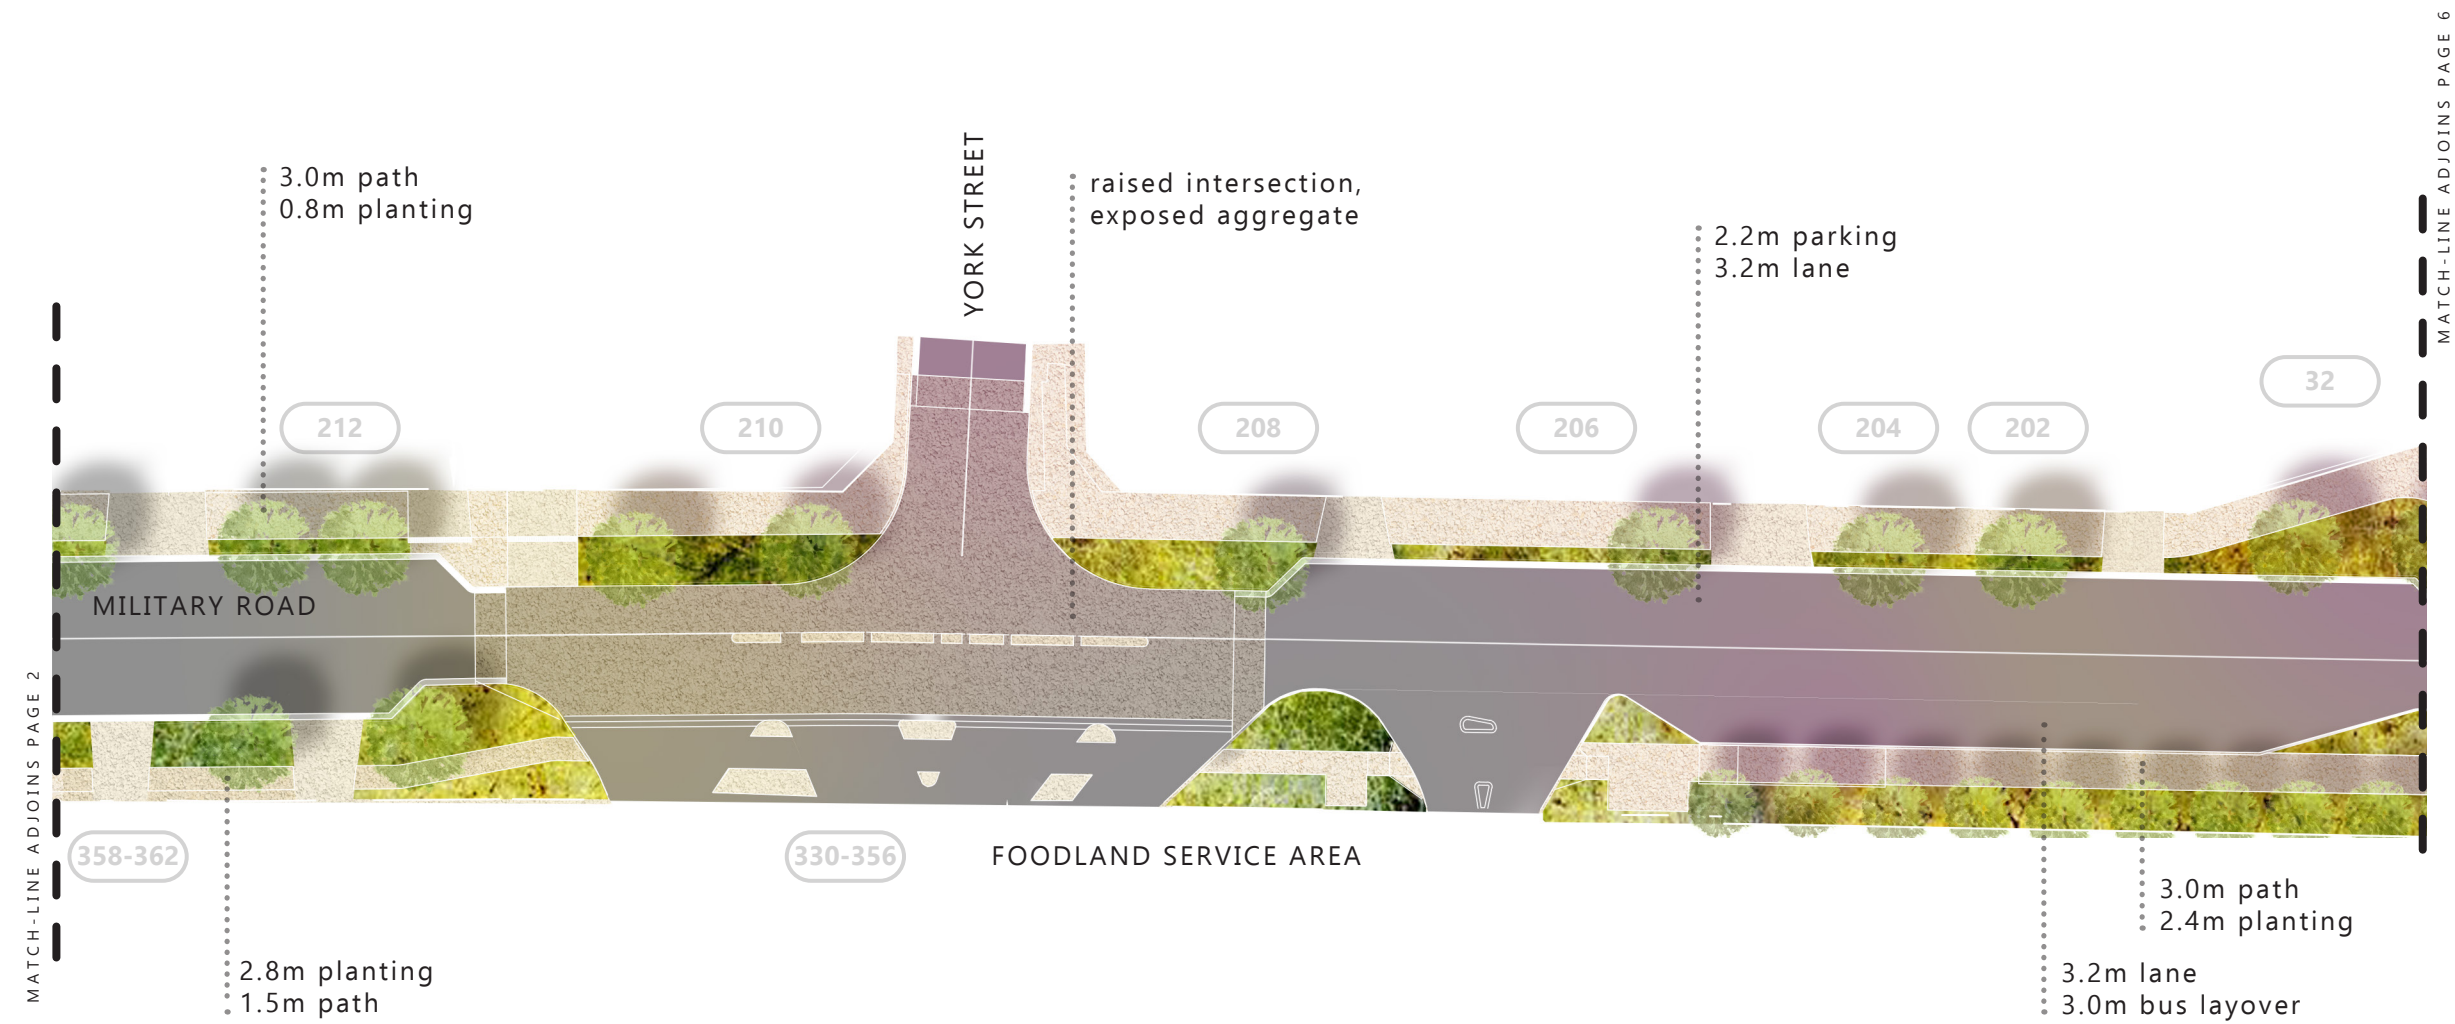 MATCH-LINE ADJOINS PAGE 6
YORK STREET
3.0m path
0.8m planting
raised intersection,
exposed aggregate
2.2m parking
3.2m lane
32
212
210
208
206
204
202
MILITARY ROAD
MATCH-LINE ADJOINS PAGE 2
358-362
330-356
FOODLAND SERVICE AREA
3.0m path
2.4m planting
2.8m planting
1.5m path
3.2m lane
3.0m bus layover